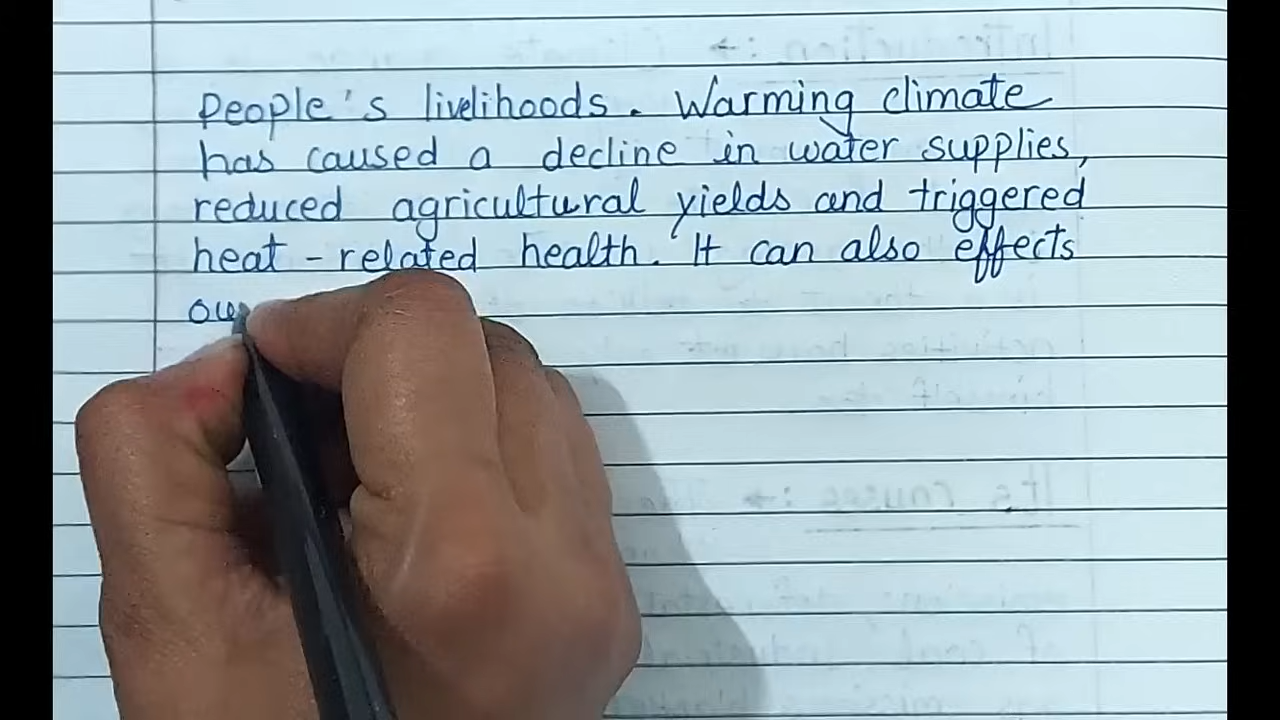 People's livelihoods. Warming climate
has caused a decline in water supplies,
reduced agricultural yields and triggered
heat-related health. It can also effects